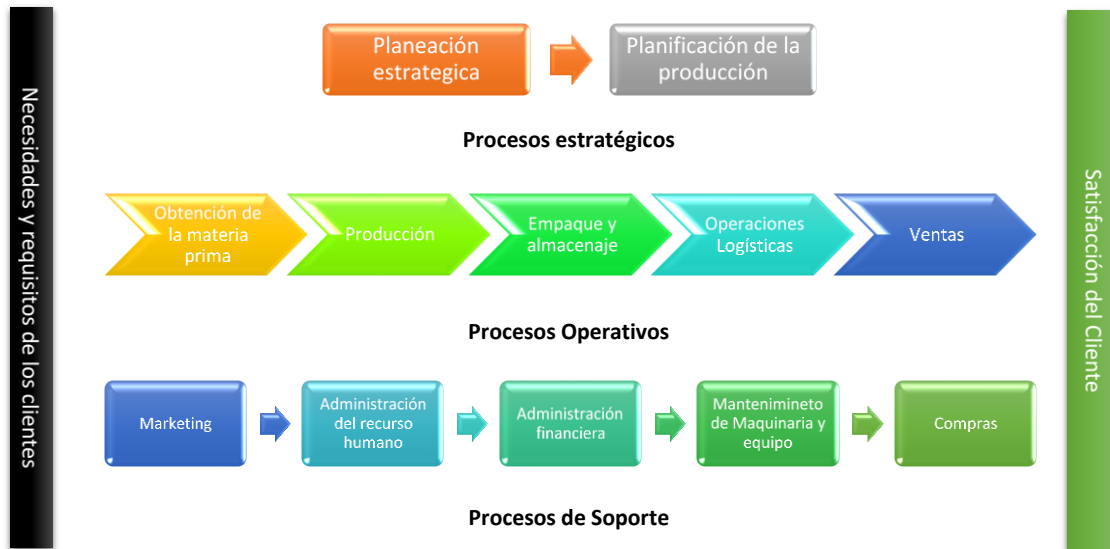 Necesidades y requisitos de los clientes
Planeación
estrategica
Planificación de la
producción
Procesos estratégicos
Obtención de
la materia
prima
Producción
Empaque y
almacenaje
Operaciones
Logísticas
Ventas
Procesos Operativos
Marketing
Administración
del recurso
humano
Administración
financiera
Mantenimineto
de Maquinaria y
equipo
Compras
Procesos de Soporte
Satisfacción del Cliente